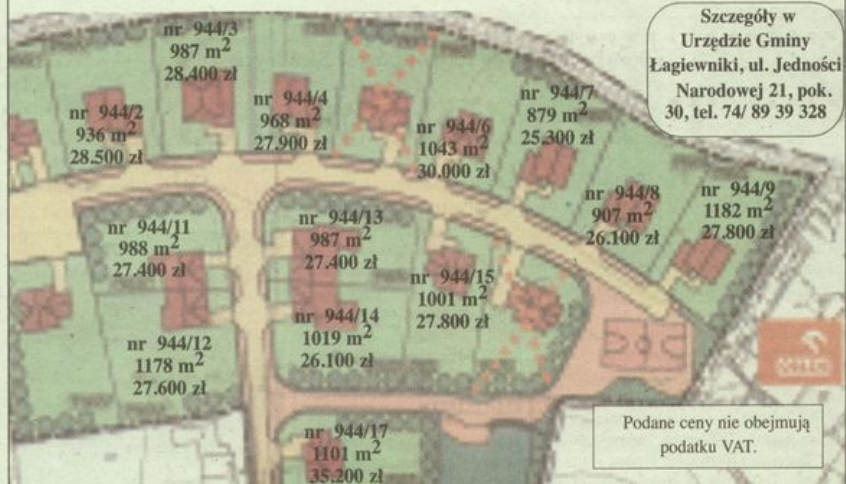 nr 944/3
987 m²
28.400 zł
Szczegóły w
Urzędzie Gminy
Łagiewniki, ul. Jedności
Narodowej 21, pok.
30, tel. 74/ 89 39 328
nr 944/2
936 m²
28.500 zł
nr 944/4
968 m²
27.900 zł
nr 944/6
1043 m²
30.000 zł
nr 944/7
879 m²
25.300 zł
nr 944/8
907 m²
26.100 zł
nr 944/9
1182 m²
27.800 zł
nr 944/11
988 m²
27.400 zł
nr 944/13
987 m²
27.400 zł
nr 944/15
1001 m²
27.800 zł
nr 944/12
1178 m²
27.600 zł
nr 944/14
1019 m²
26.100 zł
nr 944/17
1101 m²
35.200 zł
Podane ceny nie obejmują
podatku VAT.